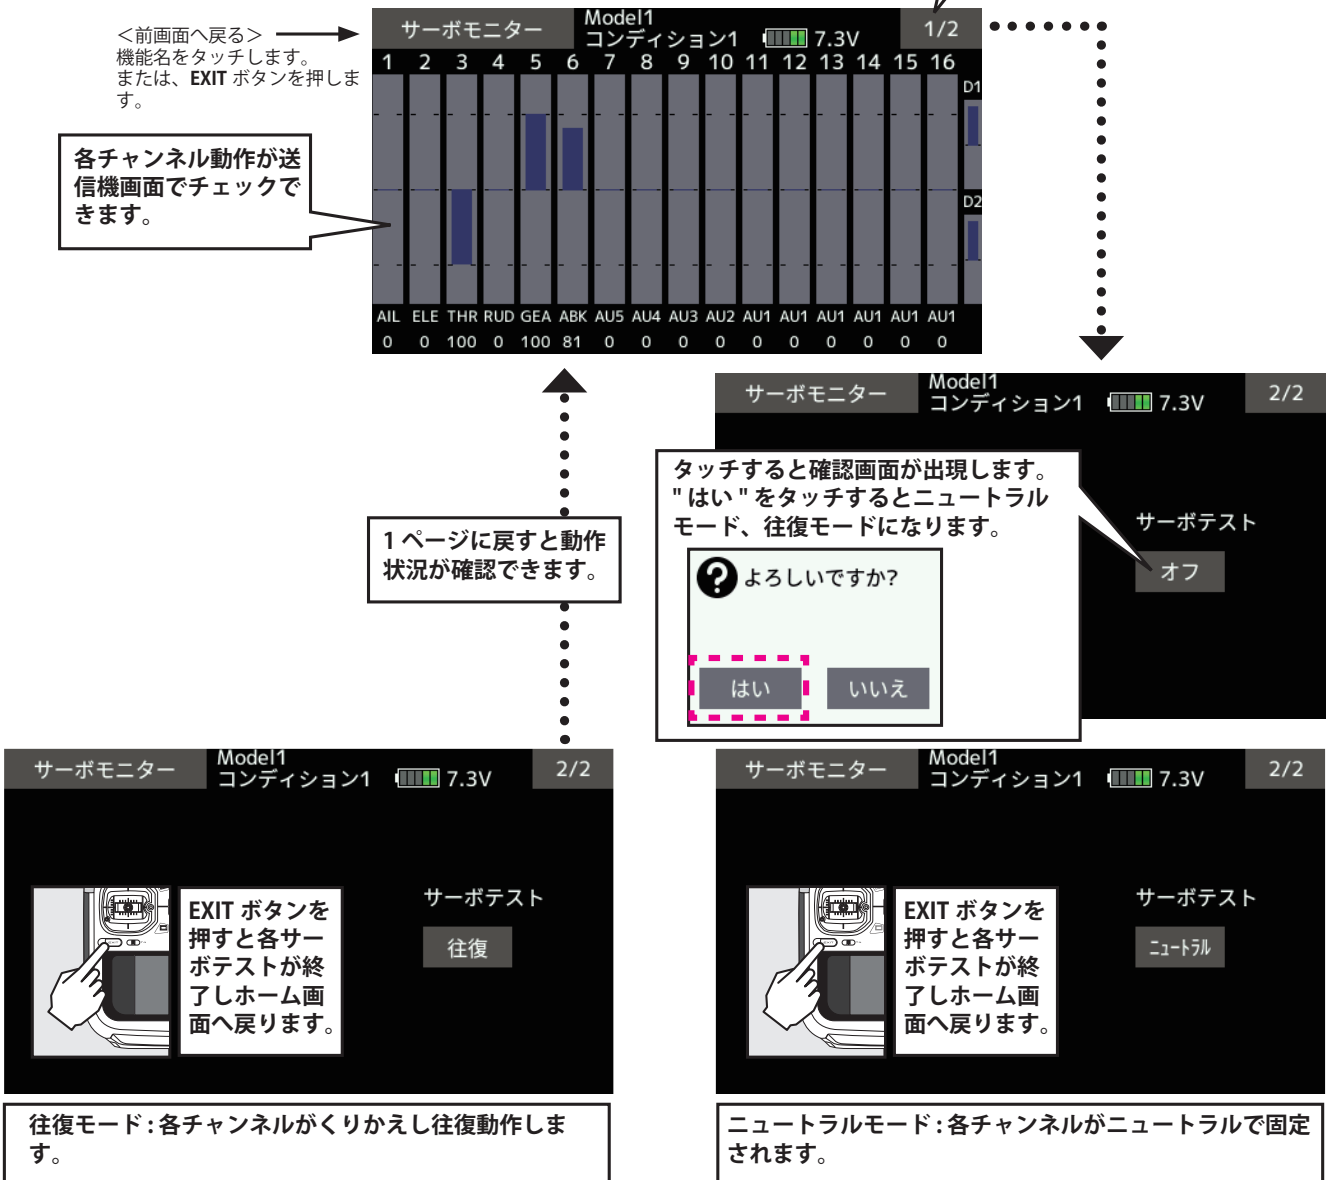 ＜前画面へ戻る＞
機能名をタッチします。
または、EXIT ボタンを押しま
す。
サーボモニター
Model1
コンディション1 7.3V
1/2
1 2 3 4 5 6 7 8 9 10 11 12 13 14 15 16
D1
D2
AIL ELE THR RUD GEA ABK AU5 AU4 AU3 AU2 AU1 AU1 AU1 AU1 AU1 AU1
0 0 100 0 100 81 0 0 0 0 0 0 0 0 0 0
各チャンネル動作が送
信機画面でチェックで
きます。
サーボモニター
Model1
コンディション1 7.3V
2/2
タッチすると確認画面が出現します。
" はい " をタッチするとニュートラル
モード、往復モードになります。
よろしいですか?
はい いいえ
サーボテスト
オフ
1 ページに戻すと動作
状況が確認できます。
サーボモニター
Model1
コンディション1 7.3V
2/2
EXIT ボタンを
押すと各サー
ボテストが終
了しホーム画
面へ戻ります。
サーボテスト
往復
往復モード : 各チャンネルがくりかえし往復動作しま
す。
サーボモニター
Model1
コンディション1 7.3V
2/2
EXIT ボタンを
押すと各サー
ボテストが終
了しホーム画
面へ戻ります。
サーボテスト
ﾆｭｰﾄﾗﾙ
ニュートラルモード : 各チャンネルがニュートラルで固定
されます。